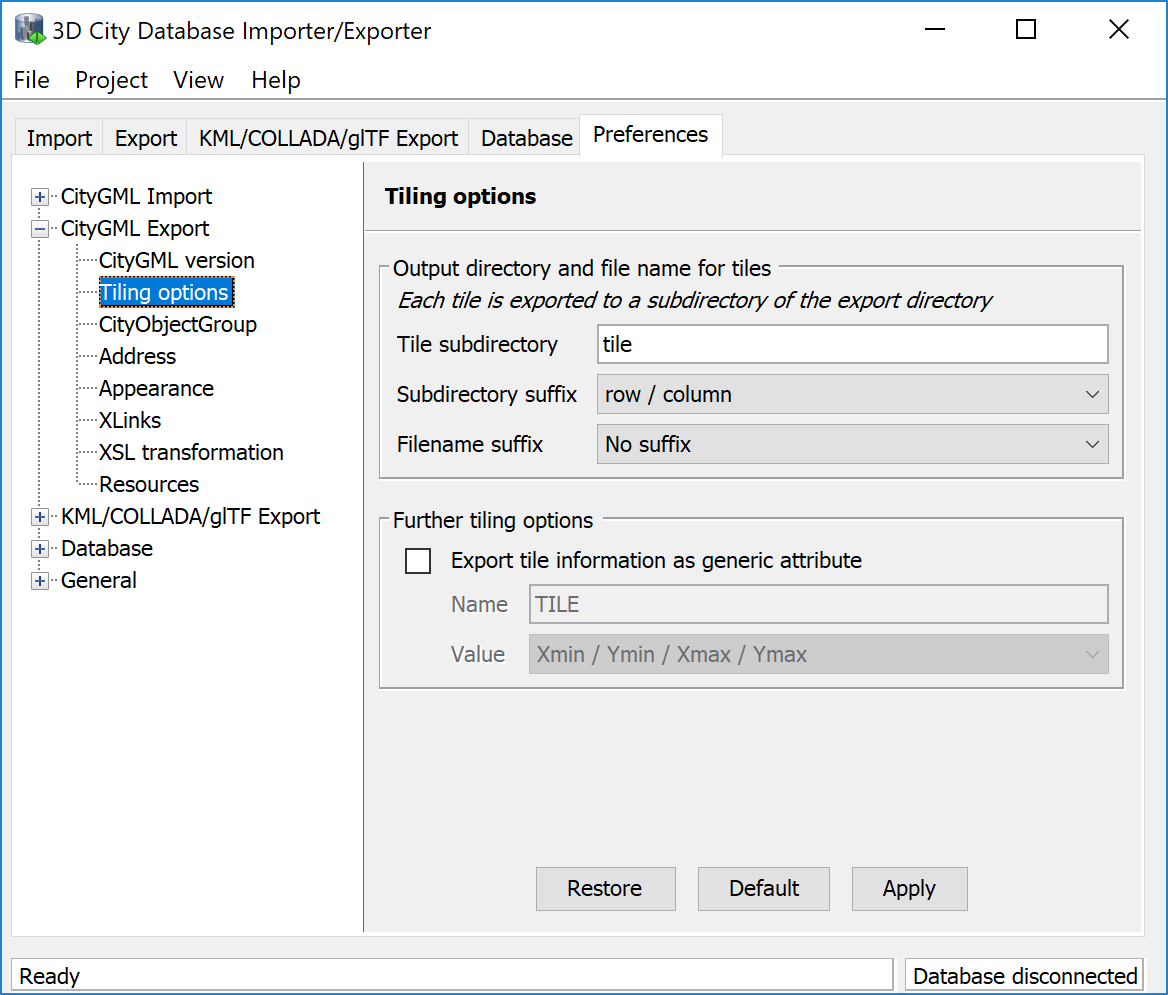 3D City Database Importer/Exporter
File Project View Help
Import Export KML/COLLADA/glTF Export Database Preferences
CityGML Import
CityGML Export
CityGML version
Tiling options
CityObjectGroup
Address
Appearance
XLinks
XSL transformation
Resources
KML/COLLADA/glTF Export
Database
General
Tiling options
Output directory and file name for tiles
Each tile is exported to a subdirectory of the export directory
Tile subdirectory tile
Subdirectory suffix row / column
Filename suffix No suffix
Further tiling options
Export tile information as generic attribute
Name TILE
Value Xmin / Ymin / Xmax / Ymax
Restore Default Apply
Ready Database disconnected